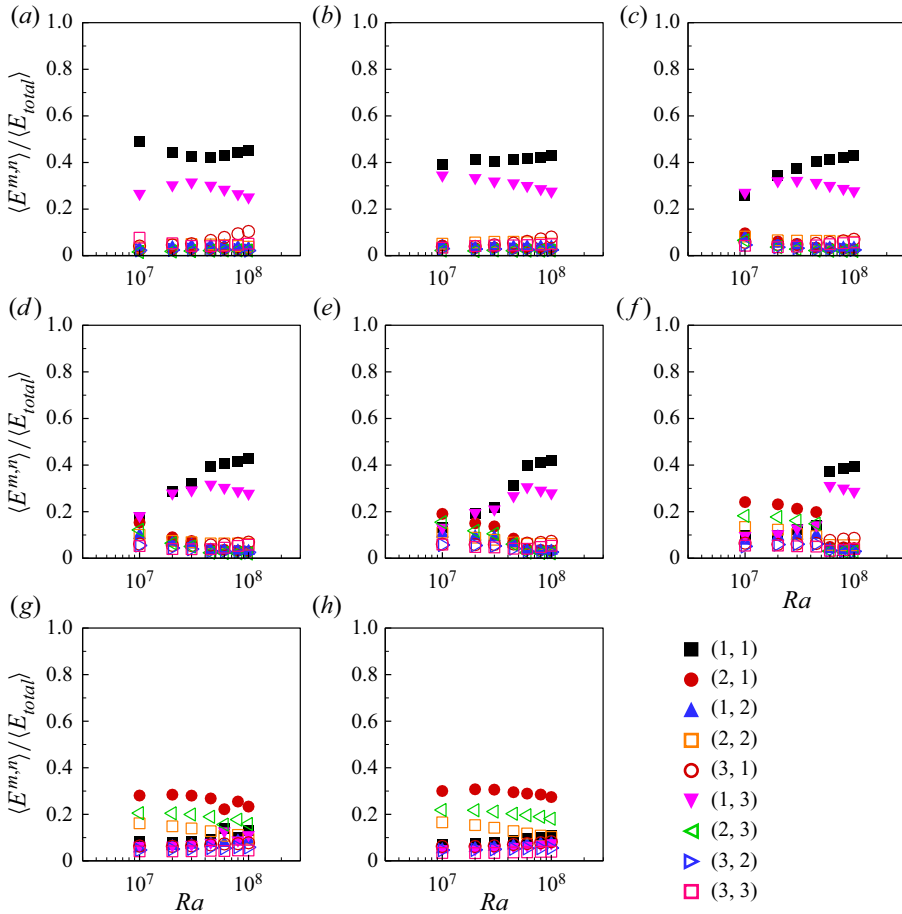 (a) (b) (c)
1.0 1.0 1.0
0.8 0.8 0.8
0.6 0.6 0.6
0.4 0.4 0.4
0.2 0.2 0.2
0 0 0
⟨E^{m,n}⟩/⟨E_{total}⟩
10^7 10^8 10^7 10^8 10^7 10^8
(d) (e) (f)
1.0 1.0 1.0
0.8 0.8 0.8
0.6 0.6 0.6
0.4 0.4 0.4
0.2 0.2 0.2
0 0 0
⟨E^{m,n}⟩/⟨E_{total}⟩
10^7 10^8 10^7 10^8 10^7 10^8
Ra
(g) (h)
1.0 1.0
0.8 0.8
0.6 0.6
0.4 0.4
0.2 0.2
0 0
⟨E^{m,n}⟩/⟨E_{total}⟩
10^7 10^8 10^7 10^8
Ra Ra
(1, 1)
(2, 1)
(1, 2)
(2, 2)
(3, 1)
(1, 3)
(2, 3)
(3, 2)
(3, 3)